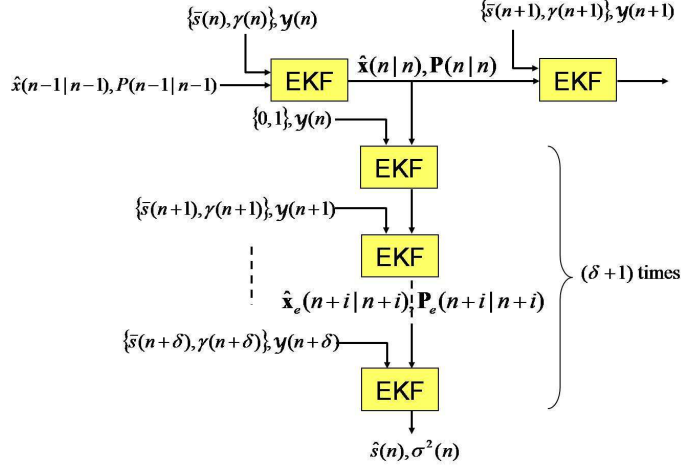 {s̄(n), γ(n)}, y(n)
{s̄(n+1), γ(n+1)}, y(n+1)
x̂(n−1|n−1), P(n−1|n−1)
EKF
x̂(n|n), P(n|n)
EKF
{0,1}, y(n)
EKF
{s̄(n+1), γ(n+1)}, y(n+1)
EKF
(δ+1) times
x̂ₑ(n+i|n+i), Pₑ(n+i|n+i)
{s̄(n+δ), γ(n+δ)}, y(n+δ)
EKF
ŝ(n), σ²(n)